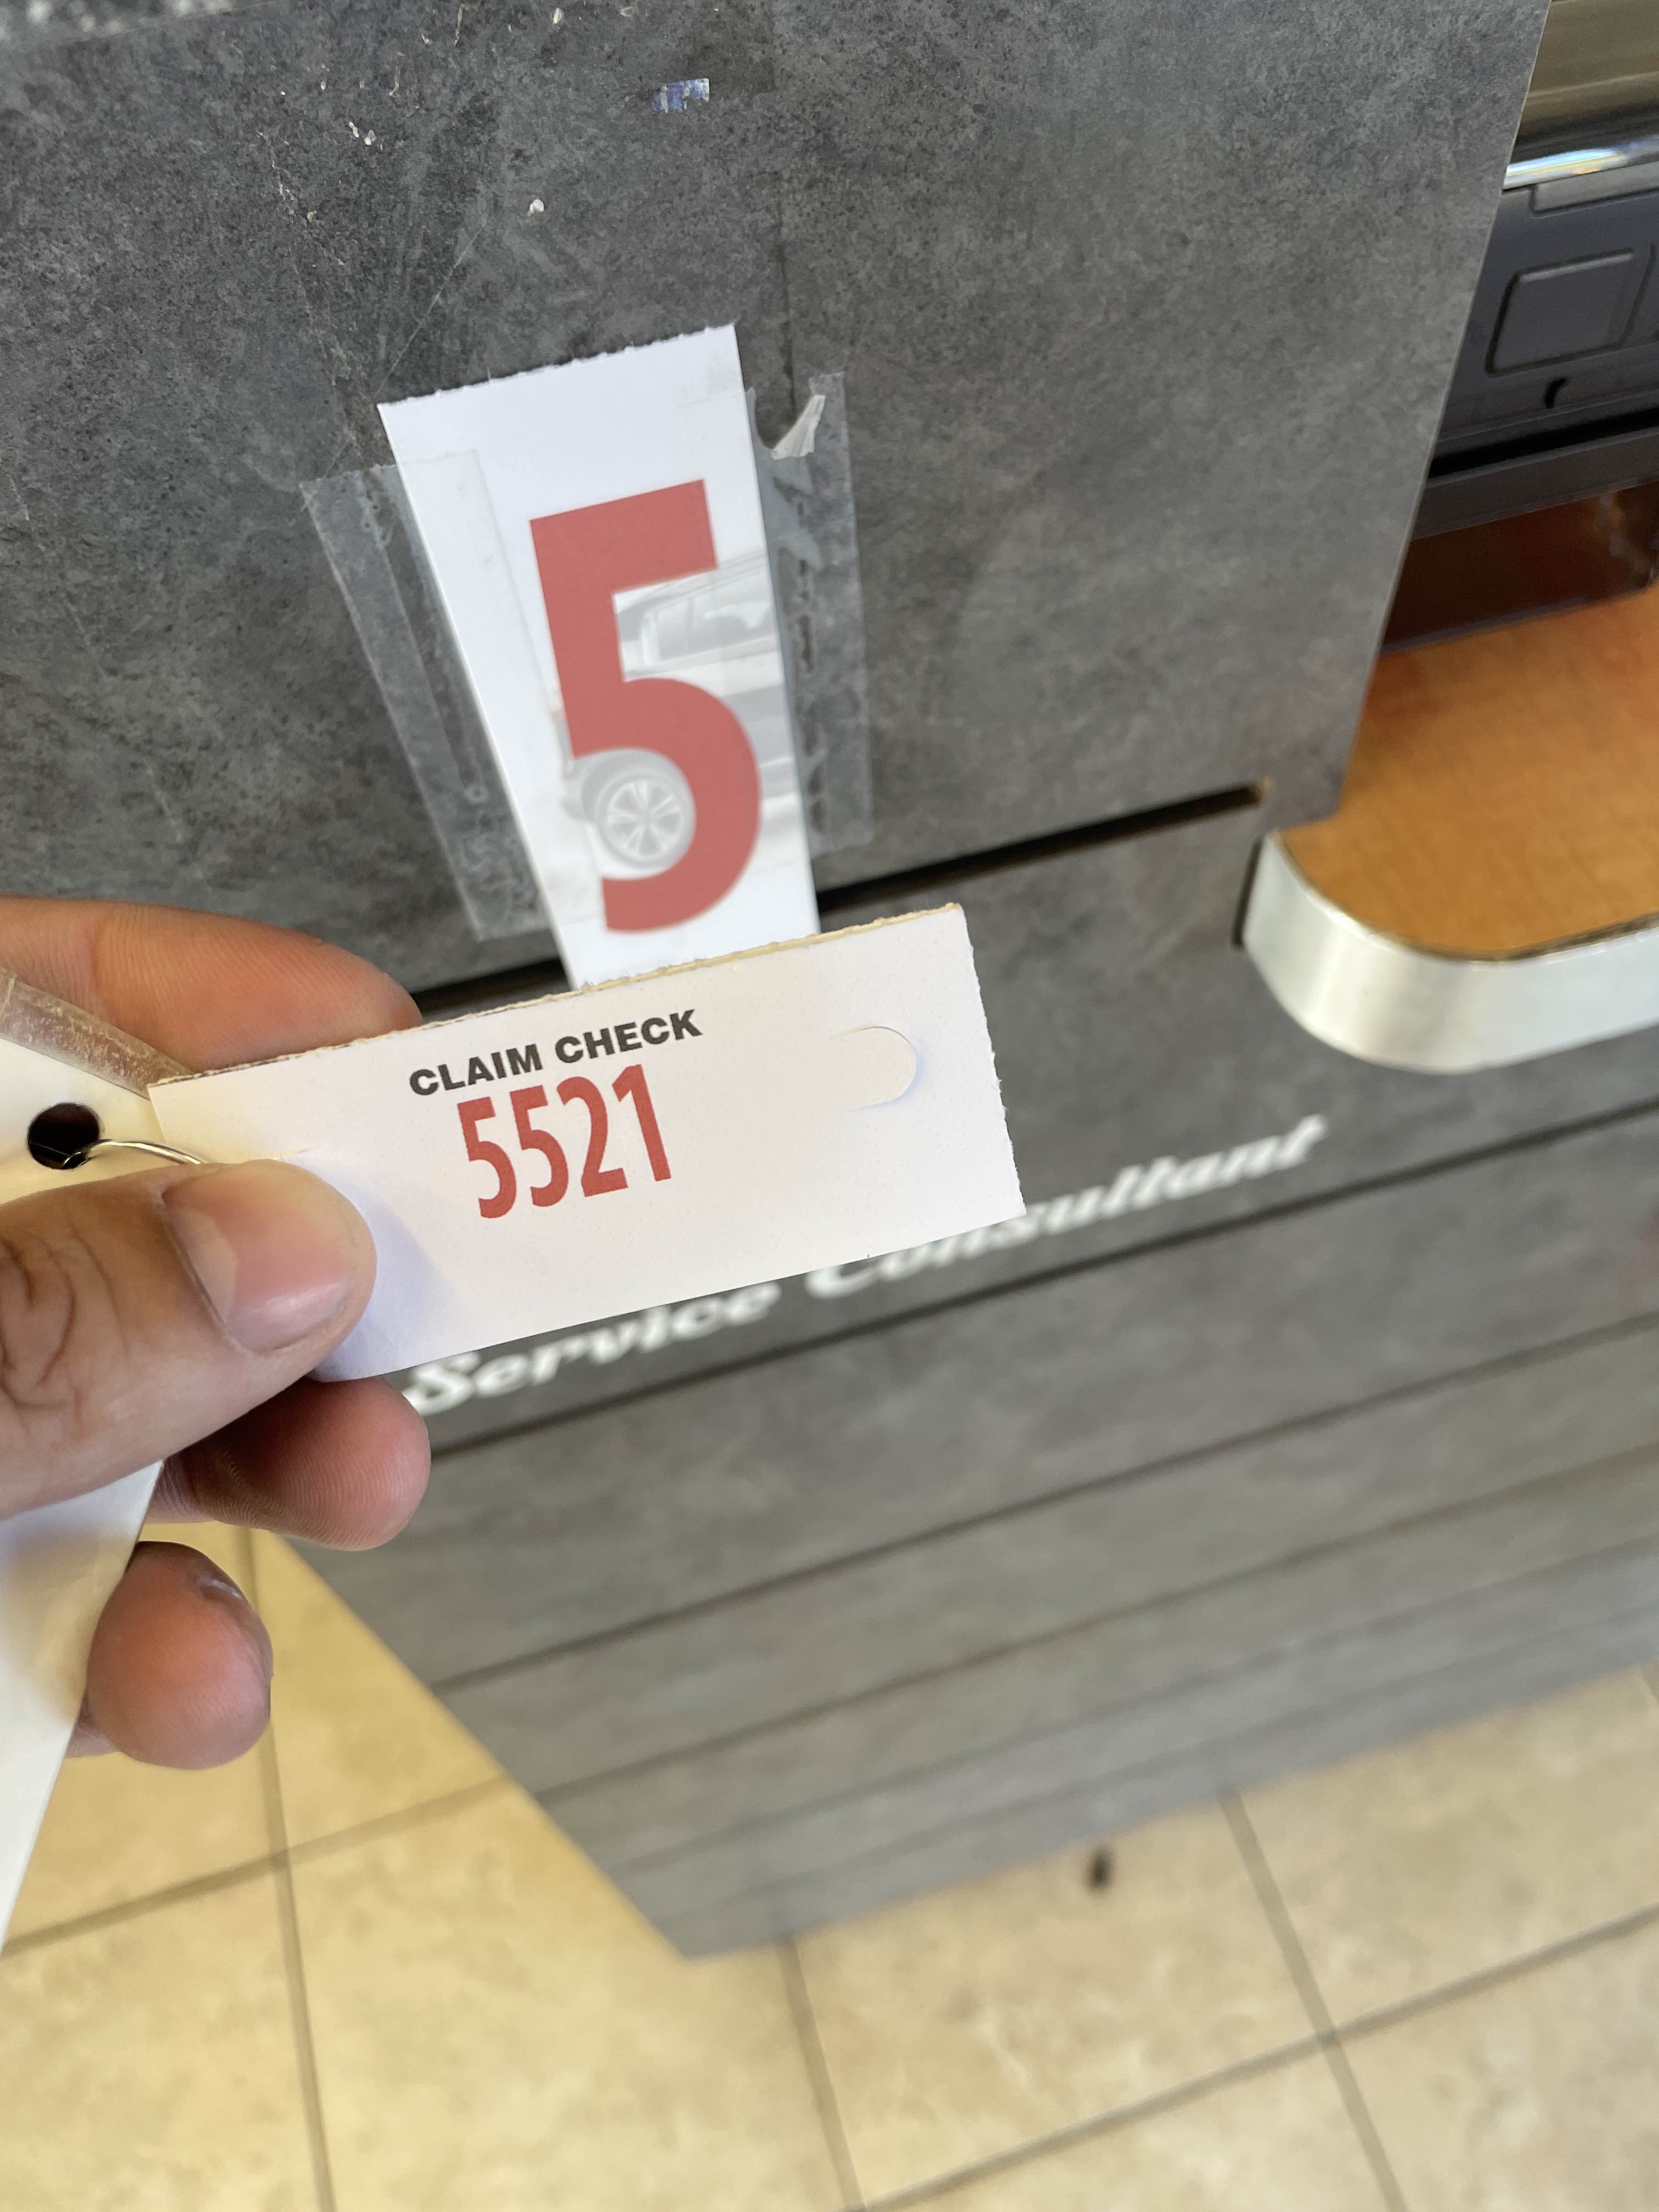 5
CLAIM CHECK
5521
Service Consultant